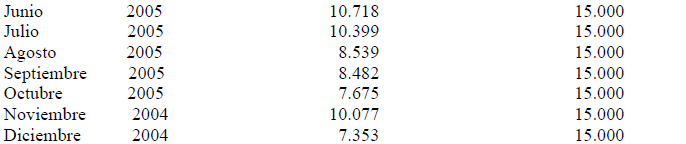 Junio 2005 10.718 15.000
Julio 2005 10.399 15.000
Agosto 2005 8.539 15.000
Septiembre 2005 8.482 15.000
Octubre 2005 7.675 15.000
Noviembre 2004 10.077 15.000
Diciembre 2004 7.353 15.000